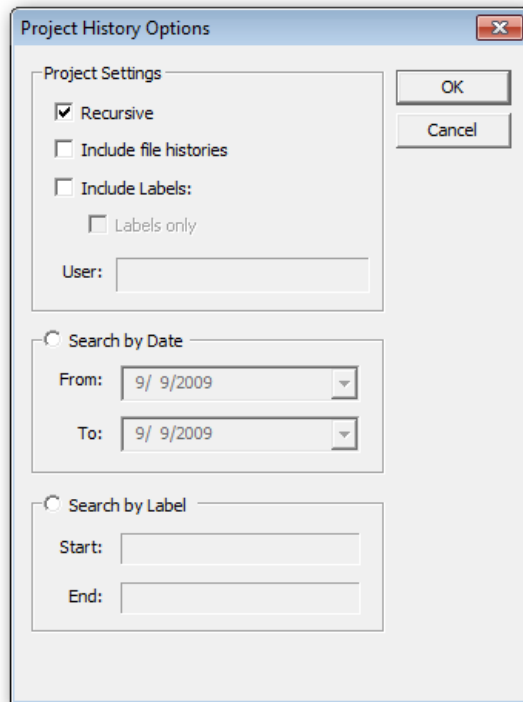 Project History Options
Project Settings
OK
Recursive
Cancel
Include file histories
Include Labels:
Labels only
User:
Search by Date
From: 9/ 9/2009
To: 9/ 9/2009
Search by Label
Start:
End: